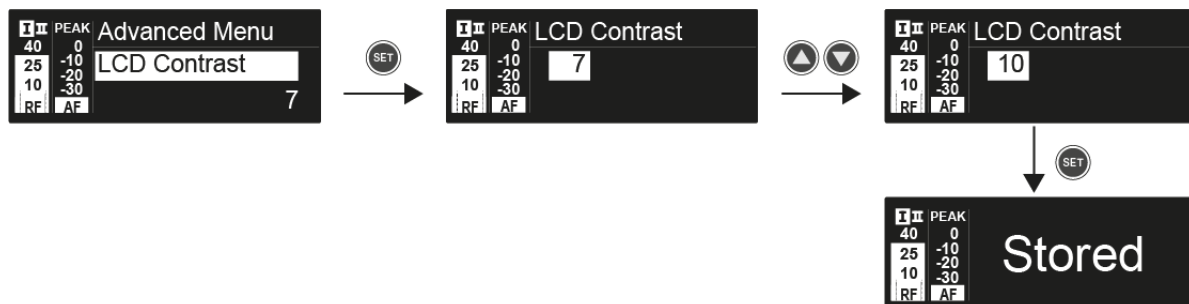 I II PEAK Advanced Menu
40 0
25 -10 LCD Contrast
-20
10 -30
RF AF 7
SET
I II PEAK LCD Contrast
40 0
25 -10 7
-20
10 -30
RF AF
I II PEAK LCD Contrast
40 0
25 -10 10
-20
10 -30
RF AF
SET
I II PEAK
40 0
25 -10 Stored
-20
10 -30
RF AF